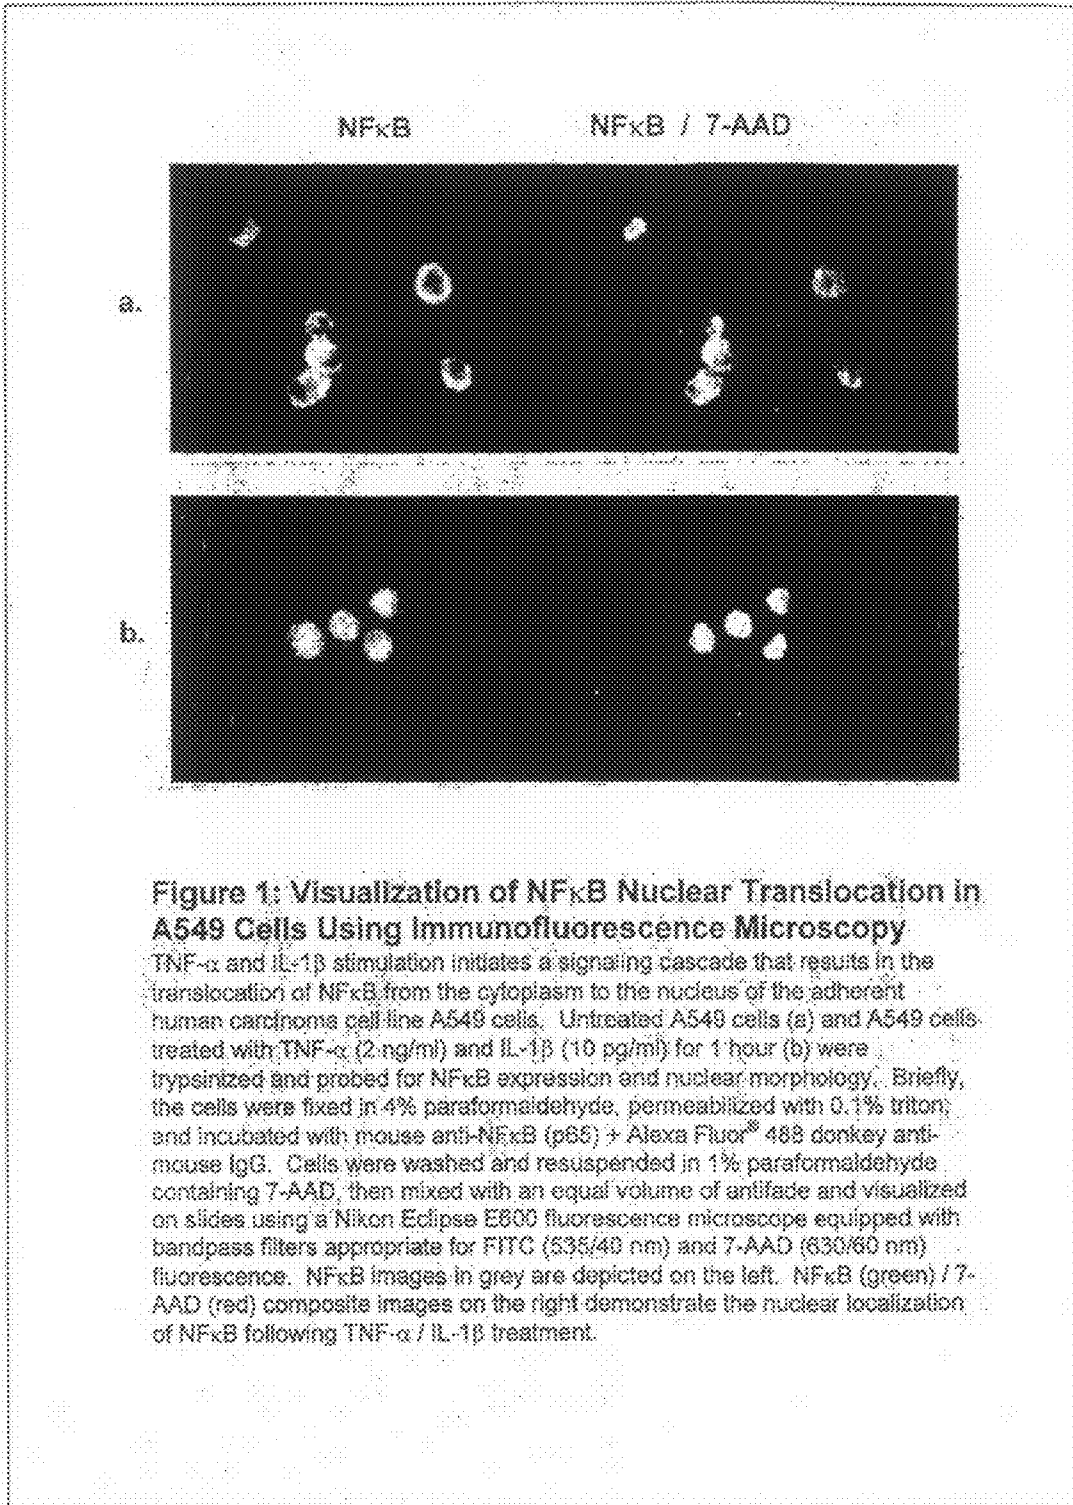 NFκB NFκB / 7-AAD
a.
b.
Figure 1: Visualization of NFκB Nuclear Translocation in
A549 Cells Using Immunofluorescence Microscopy
TNF-α and IL-1β stimulation initiates a signaling cascade that results in the
translocation of NFκB from the cytoplasm to the nucleus of the adherent
human carcinoma cell line A549 cells. Untreated A549 cells (a) and A549 cells
treated with TNF-α (2 ng/ml) and IL-1β (10 pg/ml) for 1 hour (b) were
trypsinized and probed for NFκB expression and nuclear morphology. Briefly,
the cells were fixed in 4% paraformaldehyde, permeabilized with 0.1% triton,
and incubated with mouse anti-NFκB (p65) + Alexa Fluor® 488 donkey anti-
mouse IgG. Cells were washed and resuspended in 1% paraformaldehyde
containing 7-AAD, then mixed with an equal volume of antifade and visualized
on slides using a Nikon Eclipse E600 fluorescence microscope equipped with
bandpass filters appropriate for FITC (535/40 nm) and 7-AAD (630/60 nm)
fluorescence. NFκB images in grey are depicted on the left. NFκB (green) / 7-
AAD (red) composite images on the right demonstrate the nuclear localization
of NFκB following TNF-α / IL-1β treatment.